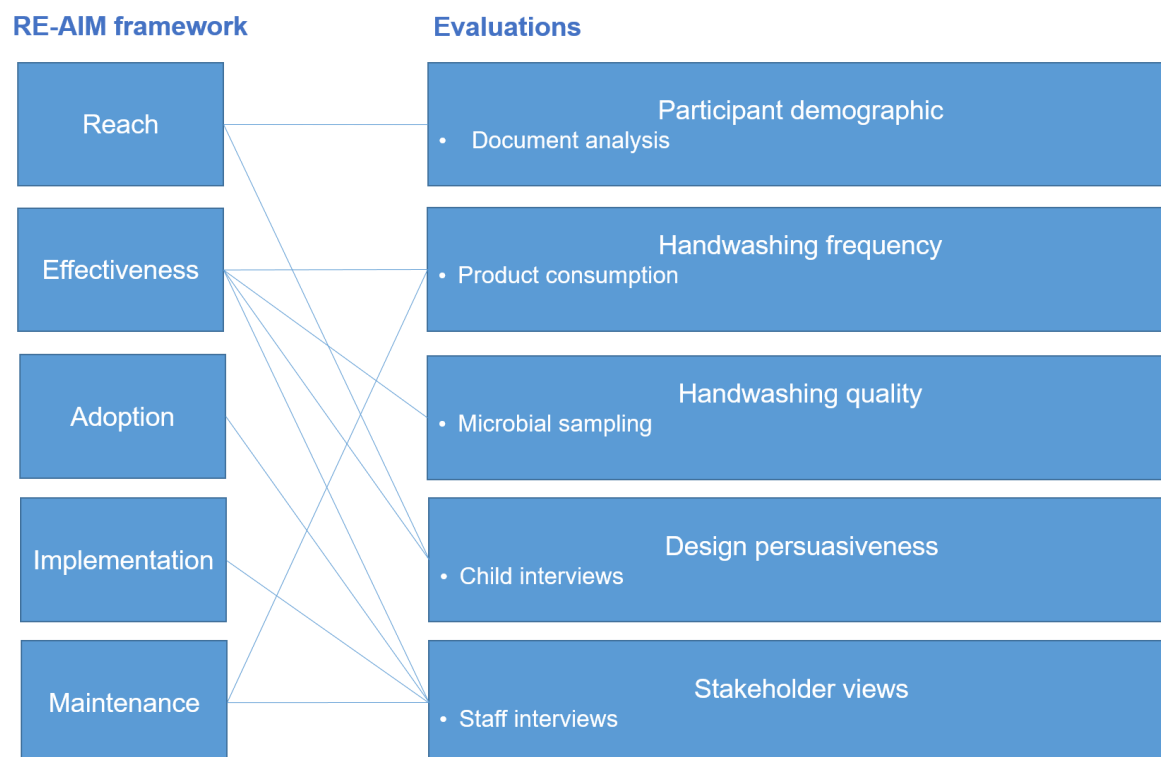 RE-AIM framework
Evaluations
Reach
Participant demographic
• Document analysis
Effectiveness
Handwashing frequency
• Product consumption
Adoption
Handwashing quality
• Microbial sampling
Implementation
Design persuasiveness
• Child interviews
Maintenance
Stakeholder views
• Staff interviews